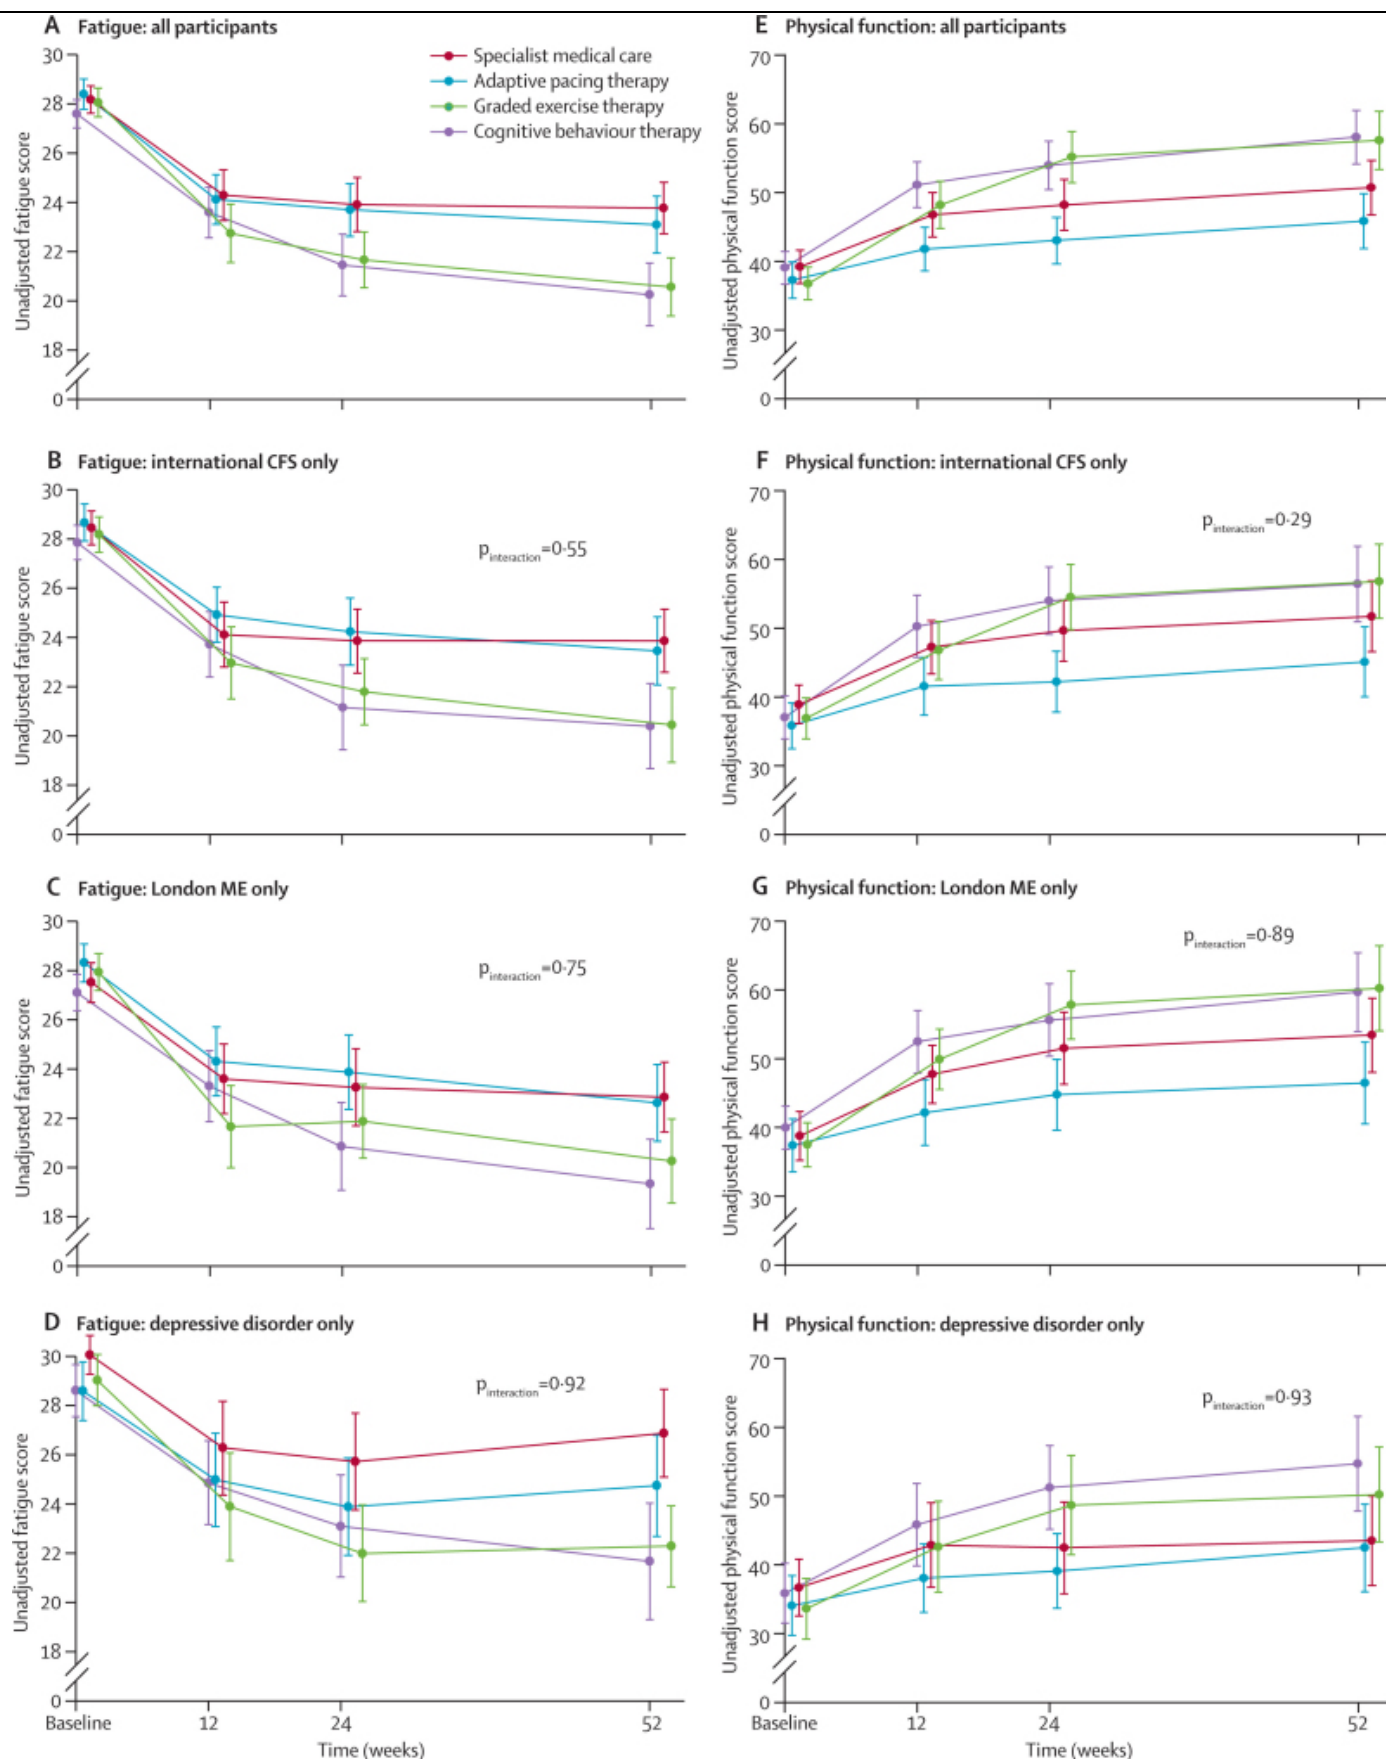 A Fatigue: all participants
30
28
26
24
22
20
18
0
Unadjusted fatigue score
Specialist medical care
Adaptive pacing therapy
Graded exercise therapy
Cognitive behaviour therapy
E Physical function: all participants
70
60
50
40
30
0
Unadjusted physical function score
B Fatigue: international CFS only
30
28
26
24
22
20
18
0
Unadjusted fatigue score
pinteraction=0·55
F Physical function: international CFS only
70
60
50
40
30
0
Unadjusted physical function score
pinteraction=0·29
C Fatigue: London ME only
30
28
26
24
22
20
18
0
Unadjusted fatigue score
pinteraction=0·75
G Physical function: London ME only
70
60
50
40
30
0
Unadjusted physical function score
pinteraction=0·89
D Fatigue: depressive disorder only
30
28
26
24
22
20
18
0
Unadjusted fatigue score
pinteraction=0·92
Baseline 12 24 52
Time (weeks)
H Physical function: depressive disorder only
70
60
50
40
30
0
Unadjusted physical function score
pinteraction=0·93
Baseline 12 24 52
Time (weeks)